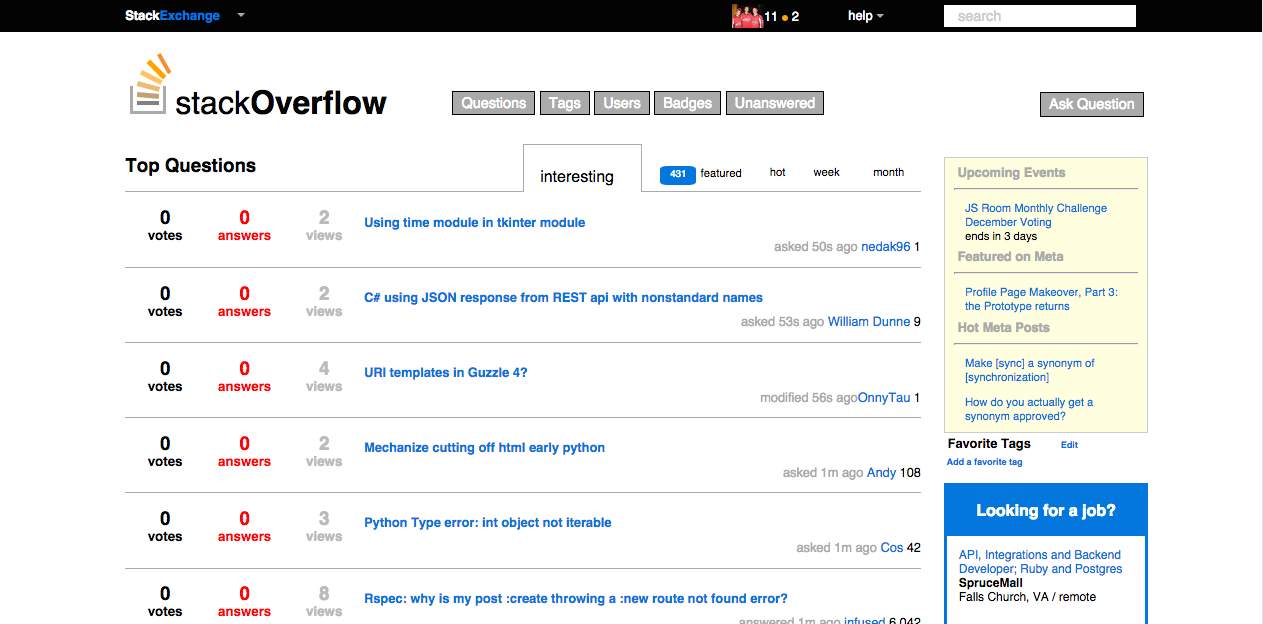 StackExchange
11 2
help
search
stackOverflow
Questions
Tags
Users
Badges
Unanswered
Ask Question
Top Questions
interesting
431 featured
hot
week
month
0 votes
0 answers
2 views
Using time module in tkinter module
asked 50s ago nedak96 1
0 votes
0 answers
2 views
C# using JSON response from REST api with nonstandard names
asked 53s ago William Dunne 9
0 votes
0 answers
4 views
URI templates in Guzzle 4?
modified 56s agoOnnyTau 1
0 votes
0 answers
2 views
Mechanize cutting off html early python
asked 1m ago Andy 108
0 votes
0 answers
3 views
Python Type error: int object not iterable
asked 1m ago Cos 42
0 votes
0 answers
8 views
Rspec: why is my post :create throwing a :new route not found error?
answered 1m ago infused 6,042
Upcoming Events
JS Room Monthly Challenge
December Voting
ends in 3 days
Featured on Meta
Profile Page Makeover, Part 3:
the Prototype returns
Hot Meta Posts
Make [sync] a synonym of
[synchronization]
How do you actually get a
synonym approved?
Favorite Tags
Edit
Add a favorite tag
Looking for a job?
API, Integrations and Backend
Developer; Ruby and Postgres
SpruceMail
Falls Church, VA / remote